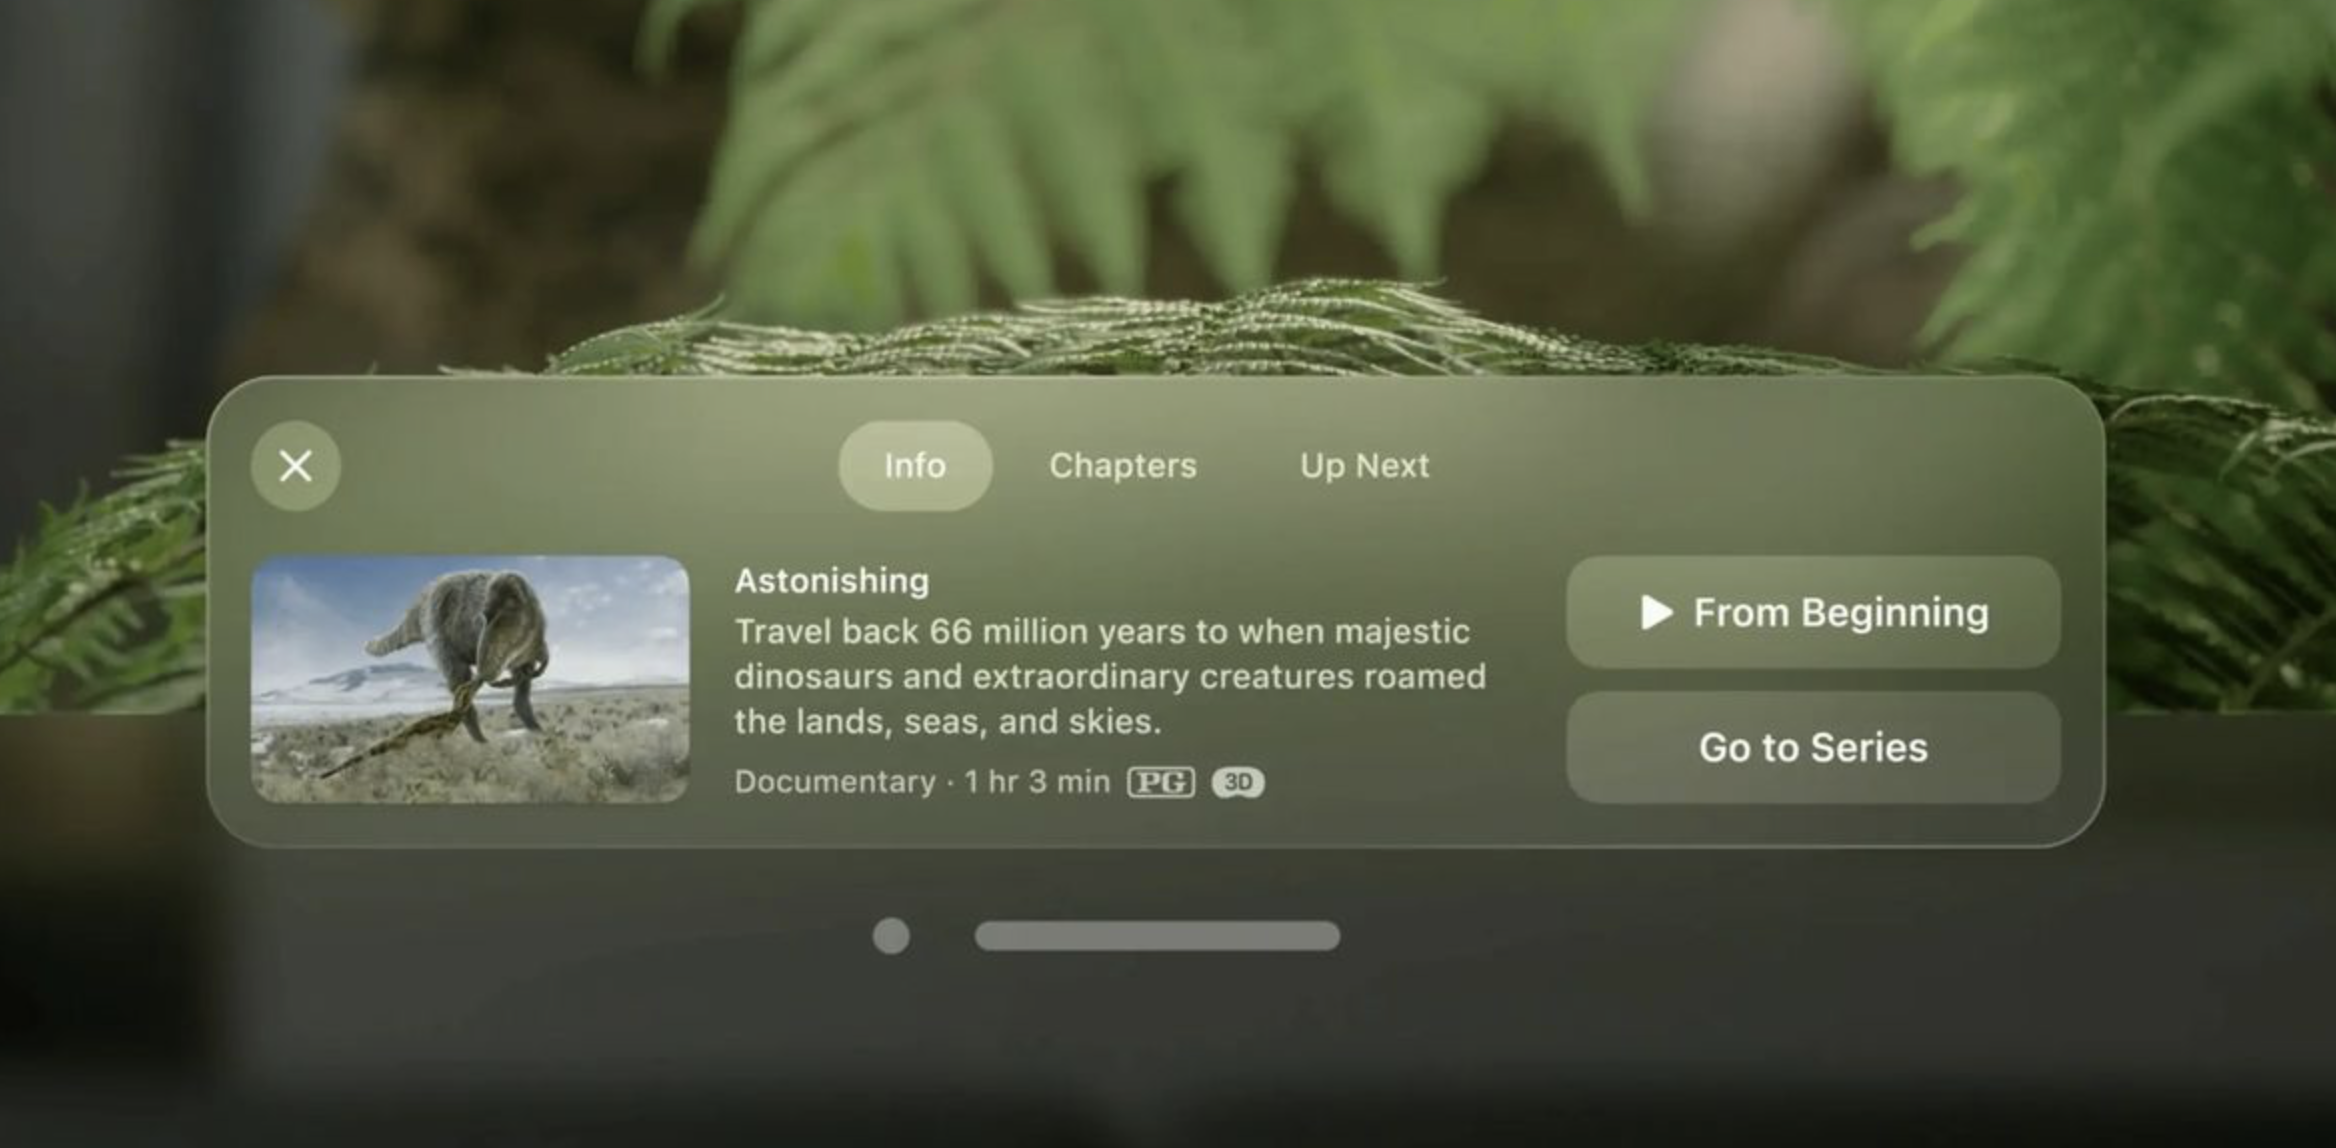 Info
Chapters
Up Next
Astonishing
Travel back 66 million years to when majestic
dinosaurs and extraordinary creatures roamed
the lands, seas, and skies.
Documentary · 1 hr 3 min PG 3D
From Beginning
Go to Series